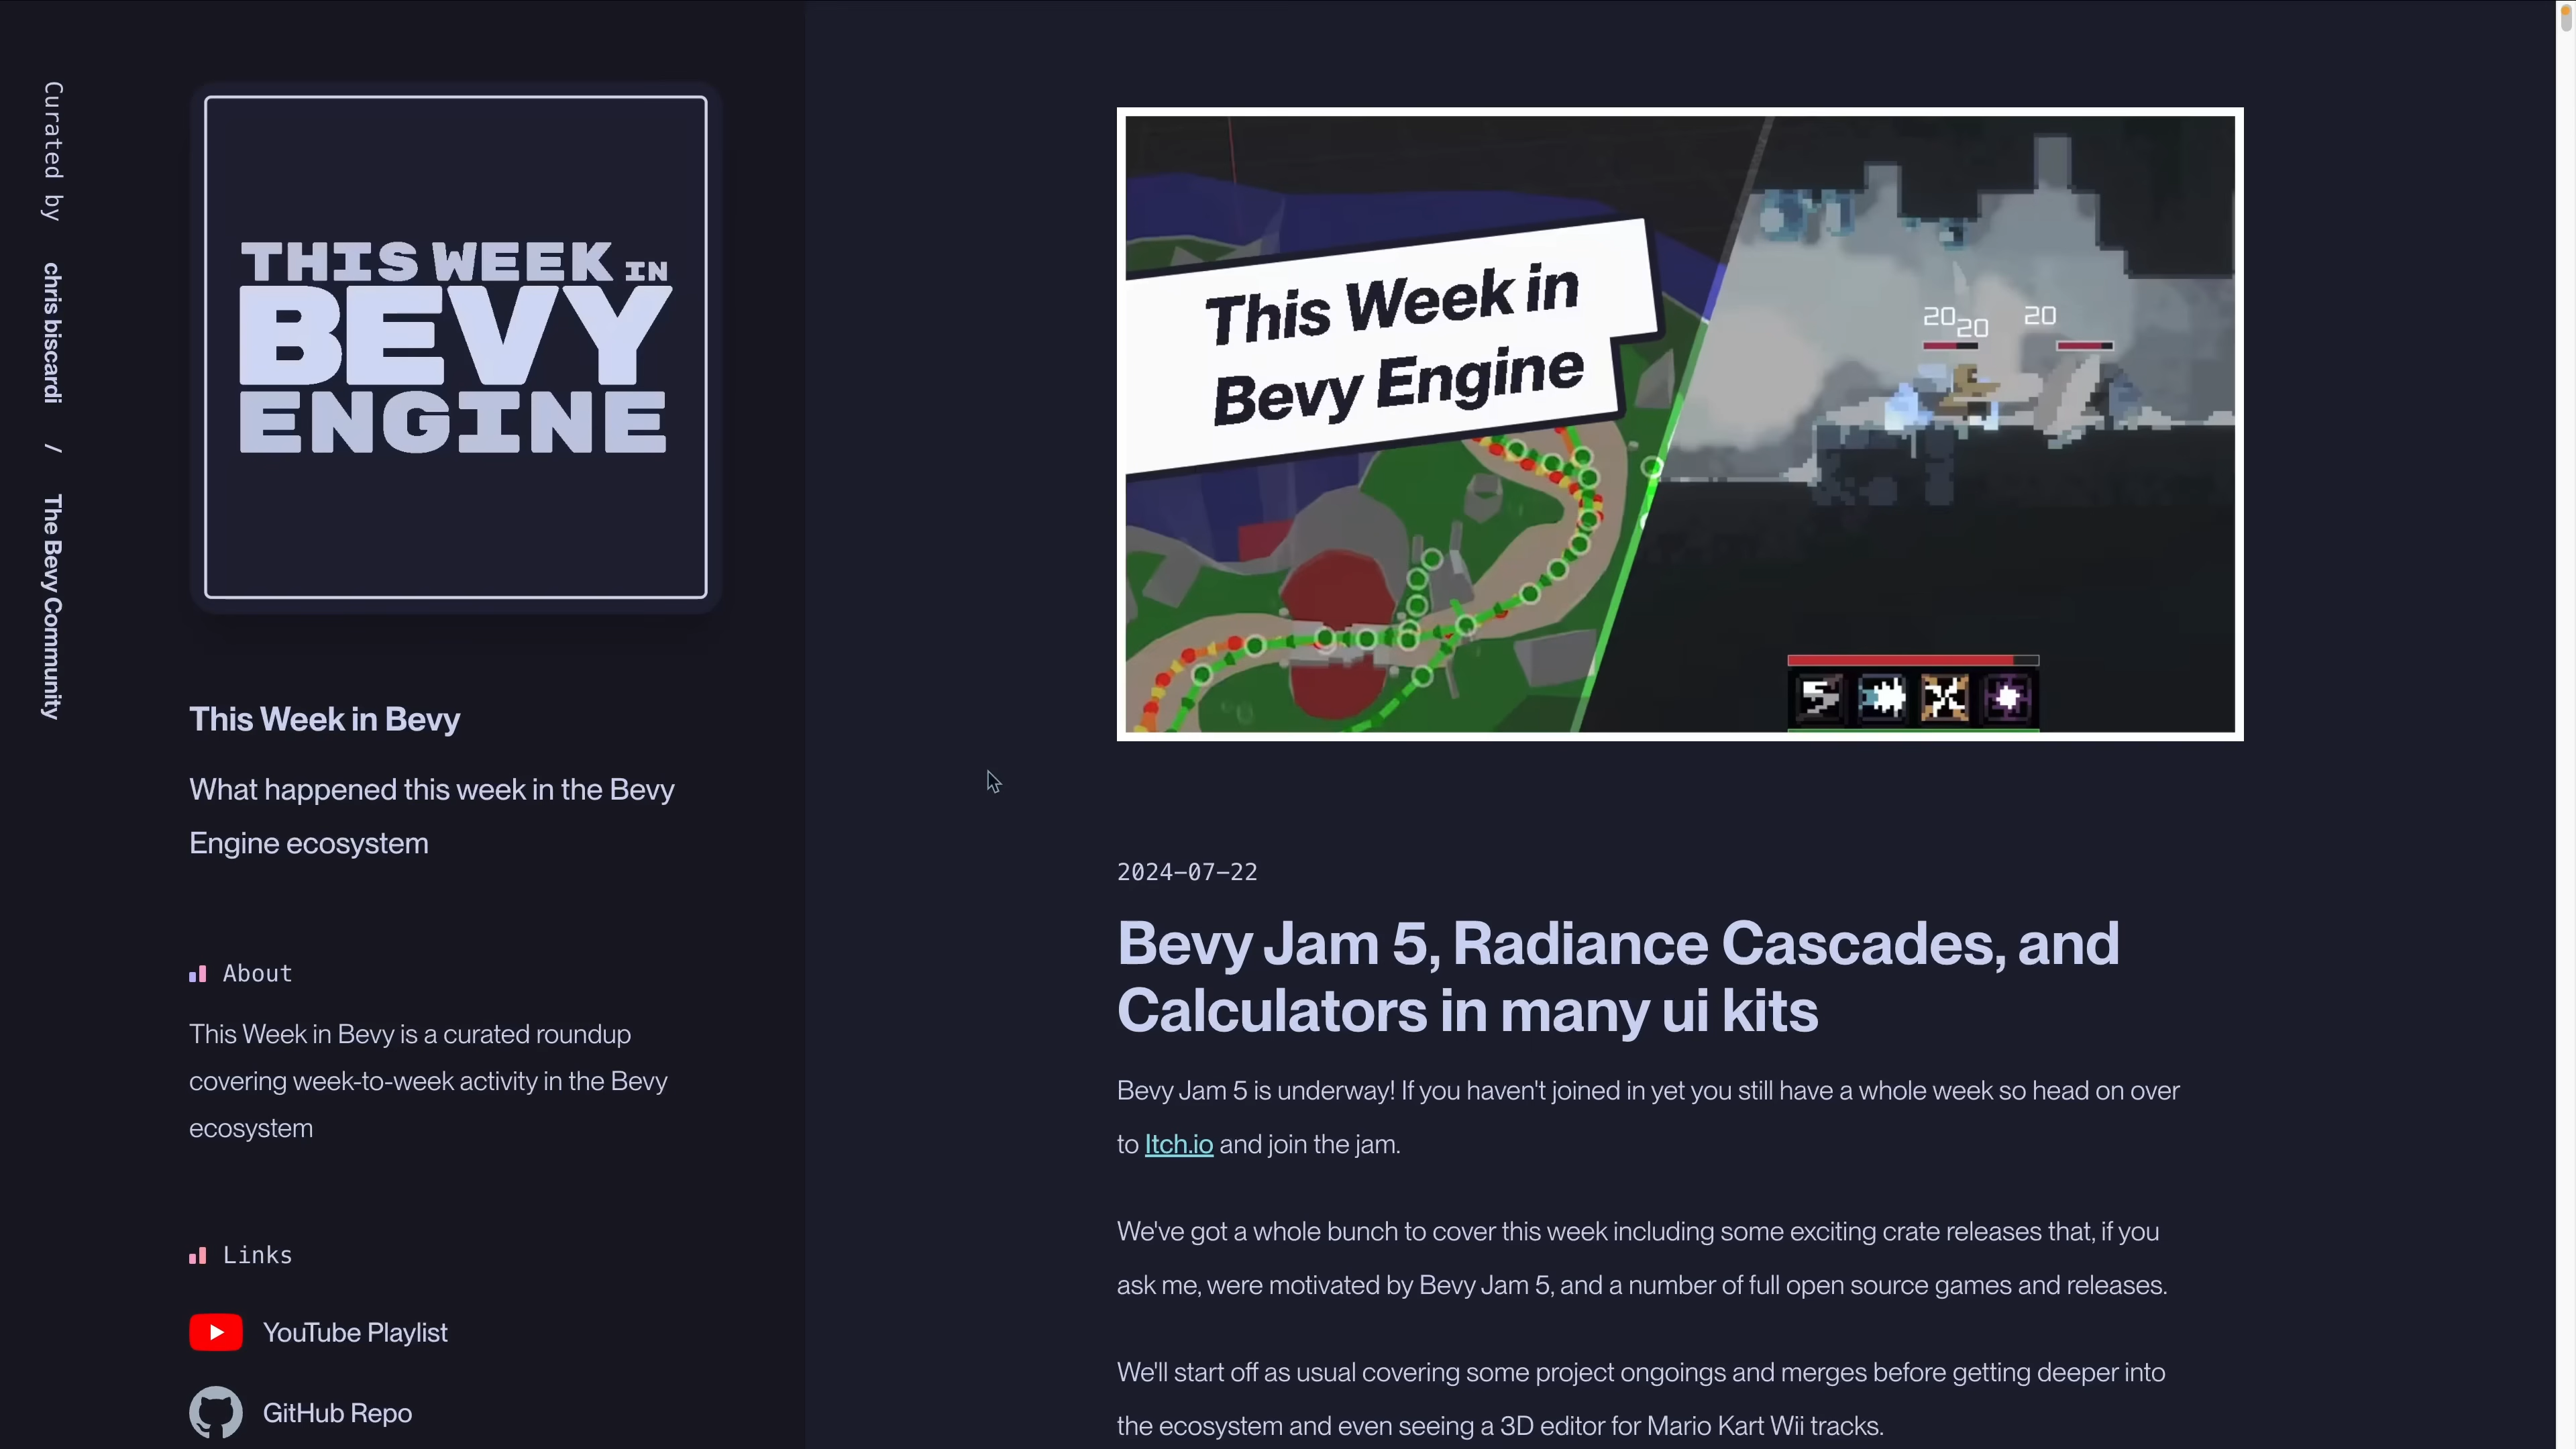 Curated by chris biscardi / The Bevy Community
THIS WEEK IN
BEVY
ENGINE
This Week in Bevy
What happened this week in the Bevy
Engine ecosystem
About
This Week in Bevy is a curated roundup
covering week-to-week activity in the Bevy
ecosystem
Links
YouTube Playlist
GitHub Repo
This Week in
Bevy Engine
20 20 20
2024-07-22
Bevy Jam 5, Radiance Cascades, and
Calculators in many ui kits
Bevy Jam 5 is underway! If you haven't joined in yet you still have a whole week so head on over
to Itch.io and join the jam.
We've got a whole bunch to cover this week including some exciting crate releases that, if you
ask me, were motivated by Bevy Jam 5, and a number of full open source games and releases.
We'll start off as usual covering some project ongoings and merges before getting deeper into
the ecosystem and even seeing a 3D editor for Mario Kart Wii tracks.